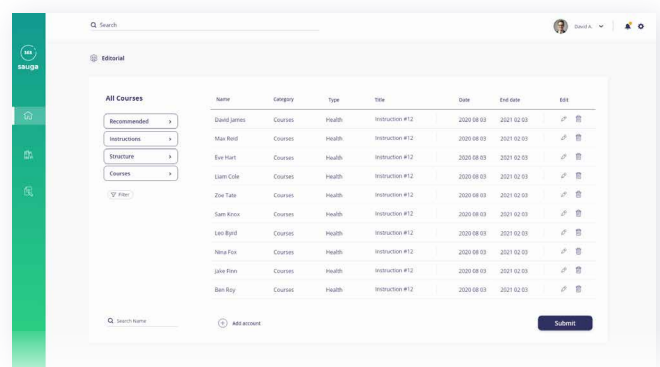 Search
David A.
SES
sauga
Editorial
All Courses
Recommended
Instructions
Structure
Courses
Filter
Name Category Type Title Date End date Edit
David James Courses Health Instruction #12 2020 08 03 2021 02 03
Max Reid Courses Health Instruction #12 2020 08 03 2021 02 03
Eve Hart Courses Health Instruction #12 2020 08 03 2021 02 03
Liam Cole Courses Health Instruction #12 2020 08 03 2021 02 03
Zoe Tate Courses Health Instruction #12 2020 08 03 2021 02 03
Sam Knox Courses Health Instruction #12 2020 08 03 2021 02 03
Leo Byrd Courses Health Instruction #12 2020 08 03 2021 02 03
Nina Fox Courses Health Instruction #12 2020 08 03 2021 02 03
Jake Finn Courses Health Instruction #12 2020 08 03 2021 02 03
Ben Roy Courses Health Instruction #12 2020 08 03 2021 02 03
Search Name
Add account
Submit